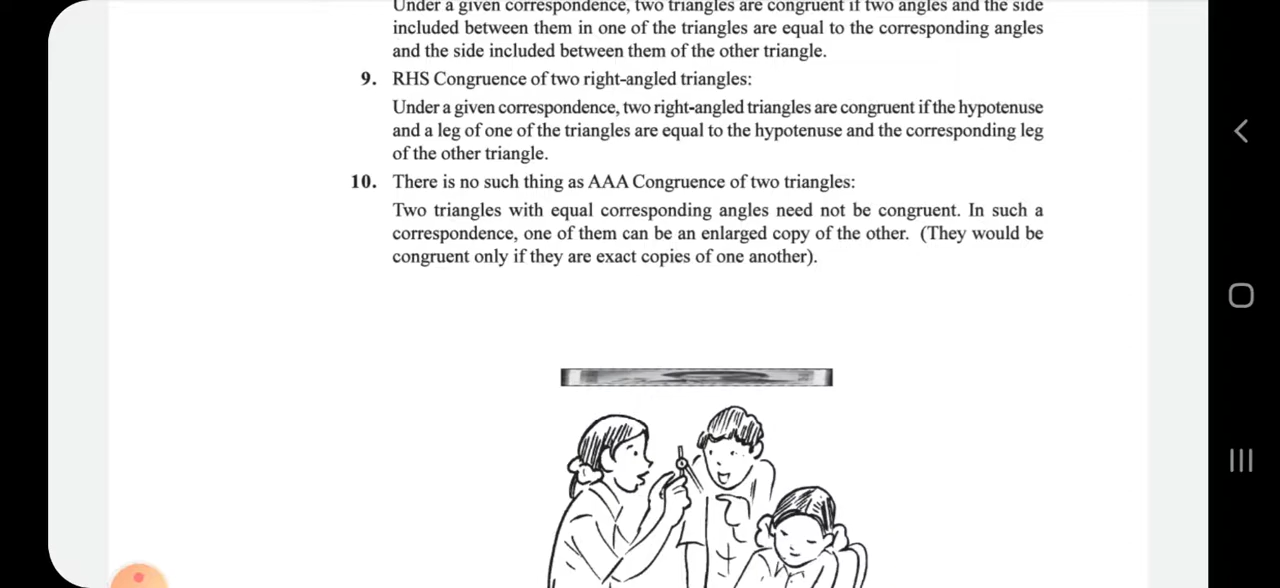 Under a given correspondence, two triangles are congruent if two angles and the side
included between them in one of the triangles are equal to the corresponding angles
and the side included between them of the other triangle.
9. RHS Congruence of two right-angled triangles:
Under a given correspondence, two right-angled triangles are congruent if the hypotenuse
and a leg of one of the triangles are equal to the hypotenuse and the corresponding leg
of the other triangle.
10. There is no such thing as AAA Congruence of two triangles:
Two triangles with equal corresponding angles need not be congruent. In such a
correspondence, one of them can be an enlarged copy of the other. (They would be
congruent only if they are exact copies of one another).